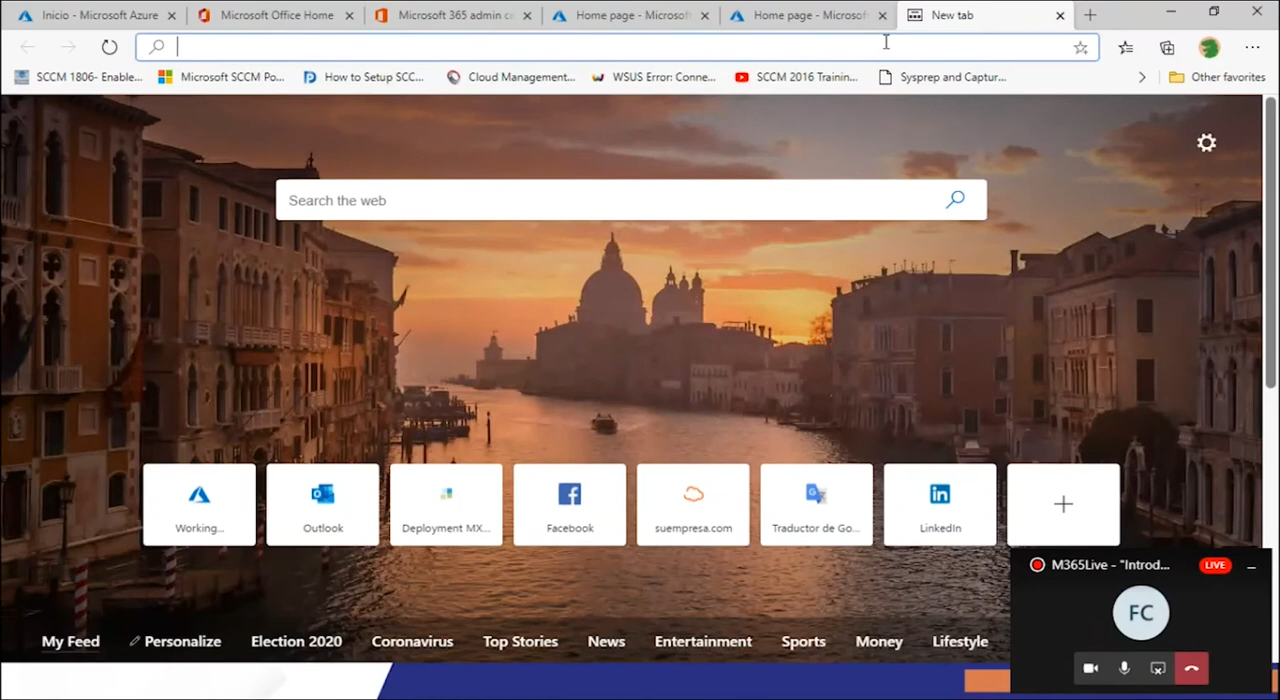 Inicio - Microsoft Azure
Microsoft Office Home
Microsoft 365 admin ce
Home page - Microsoft
Home page - Microsoft
New tab
SCCM 1806- Enable...
Microsoft SCCM Po...
How to Setup SCC...
Cloud Management...
WSUS Error: Conne...
SCCM 2016 Trainin...
Sysprep and Captur...
Other favorites
Search the web
Working...
Outlook
Deployment MX...
Facebook
suempresa.com
Traductor de Go...
LinkedIn
M365Live - "Introd...
LIVE
FC
My Feed
Personalize
Election 2020
Coronavirus
Top Stories
News
Entertainment
Sports
Money
Lifestyle